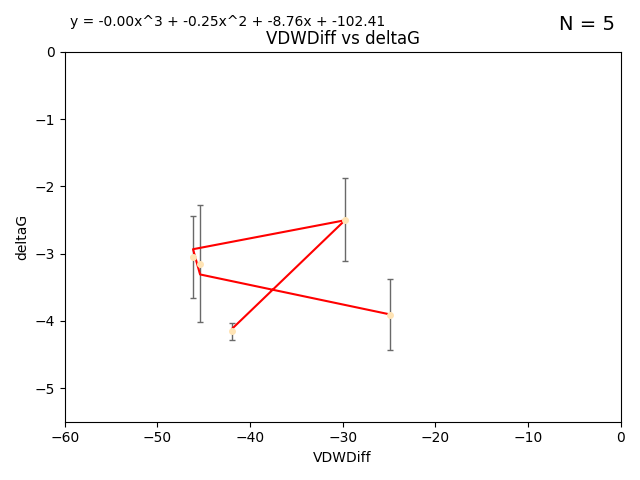 y = -0.00x^3 + -0.25x^2 + -8.76x + -102.41
N = 5
VDWDiff vs deltaG
0
−1
−2
−3
−4
−5
deltaG
−60 −50 −40 −30 −20 −10 0
VDWDiff